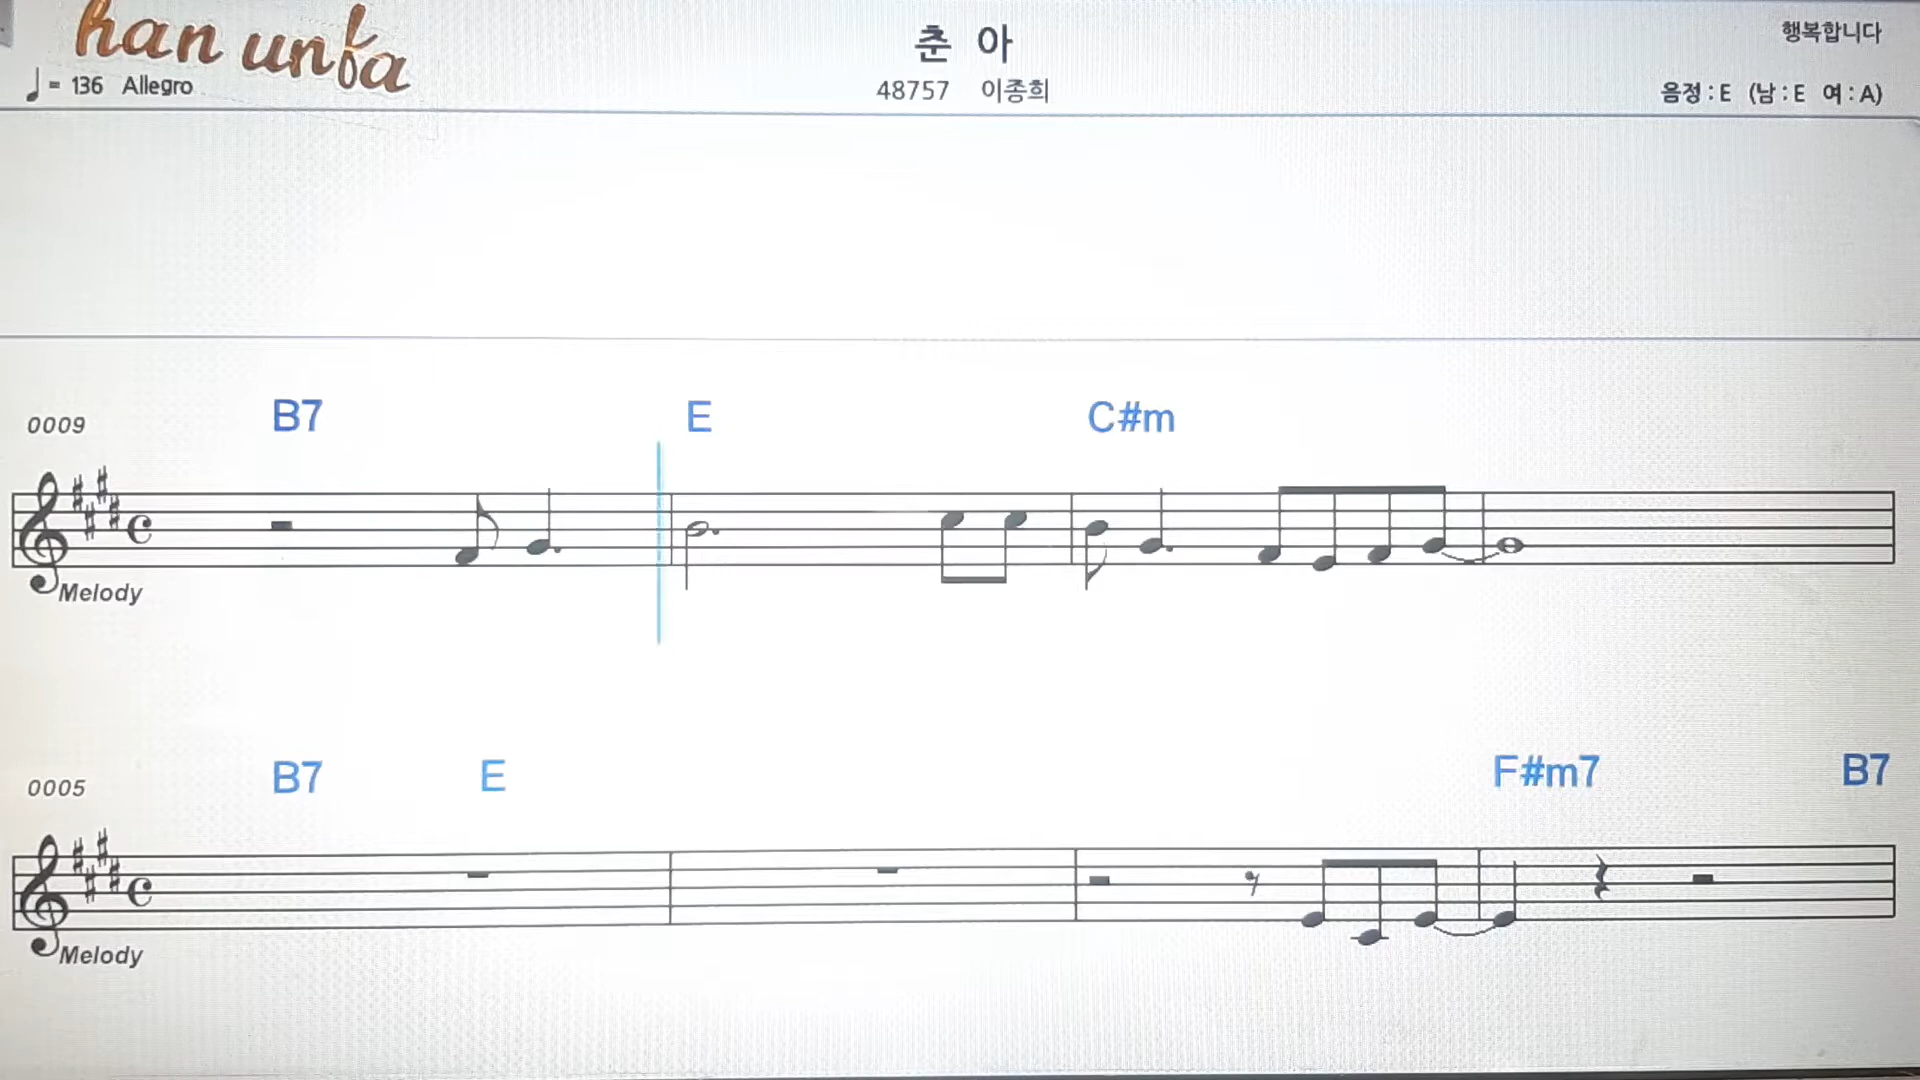 han unfa
춘 아
행복합니다
♩= 136 Allegro
48757 이종희
음정 : E (남 : E 여 : A)
0009 B7 E C#m
Melody
0005 B7 E F#m7 B7
Melody